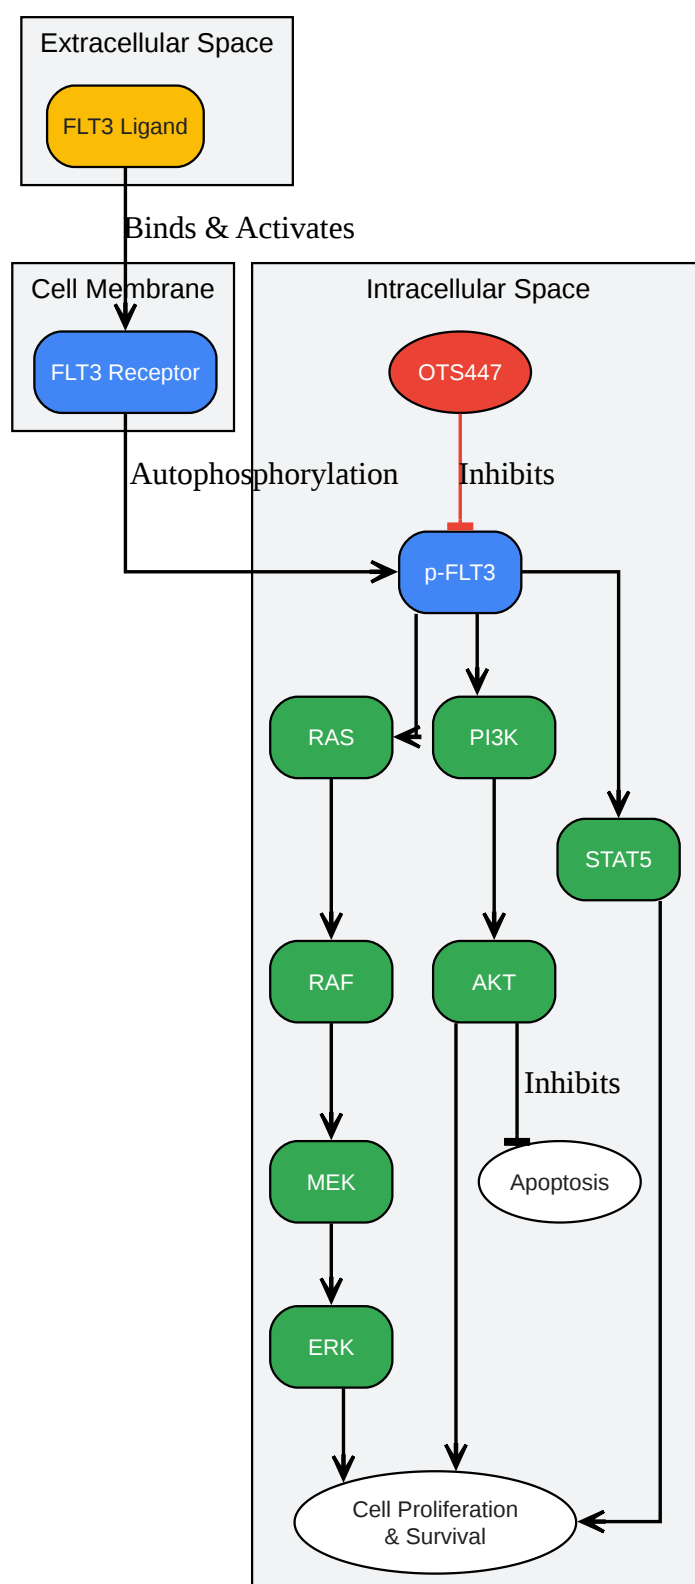 Extracellular Space
FLT3 Ligand
Binds & Activates
Cell Membrane
Intracellular Space
FLT3 Receptor
OTS447
Autophosphorylation
Inhibits
p-FLT3
RAS
PI3K
STAT5
RAF
AKT
Inhibits
MEK
Apoptosis
ERK
Cell Proliferation
& Survival